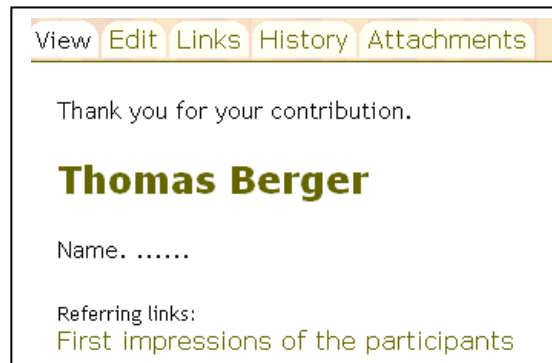 View Edit Links History Attachments
Thank you for your contribution.
Thomas Berger
Name. ......
Referring links:
First impressions of the participants